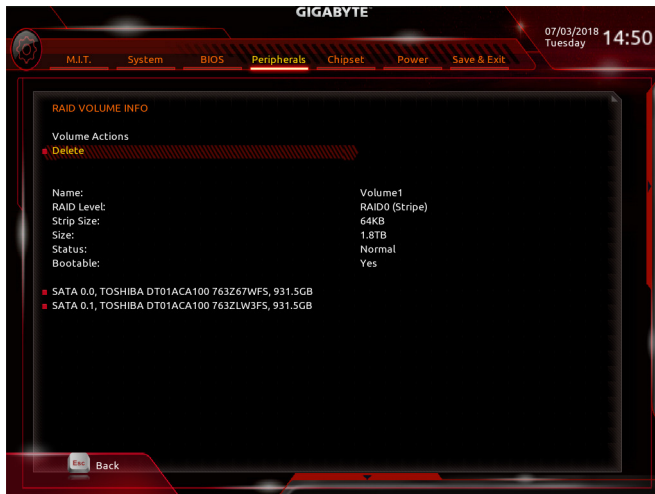 GIGABYTE
07/03/2018 14:50
Tuesday
M.I.T. System BIOS Peripherals Chipset Power Save & Exit
RAID VOLUME INFO
Volume Actions
Delete
Name: Volume1
RAID Level: RAID0 (Stripe)
Strip Size: 64KB
Size: 1.8TB
Status: Normal
Bootable: Yes
SATA 0.0, TOSHIBA DT01ACA100 763Z67WFS, 931.5GB
SATA 0.1, TOSHIBA DT01ACA100 763ZLW3FS, 931.5GB
Esc Back